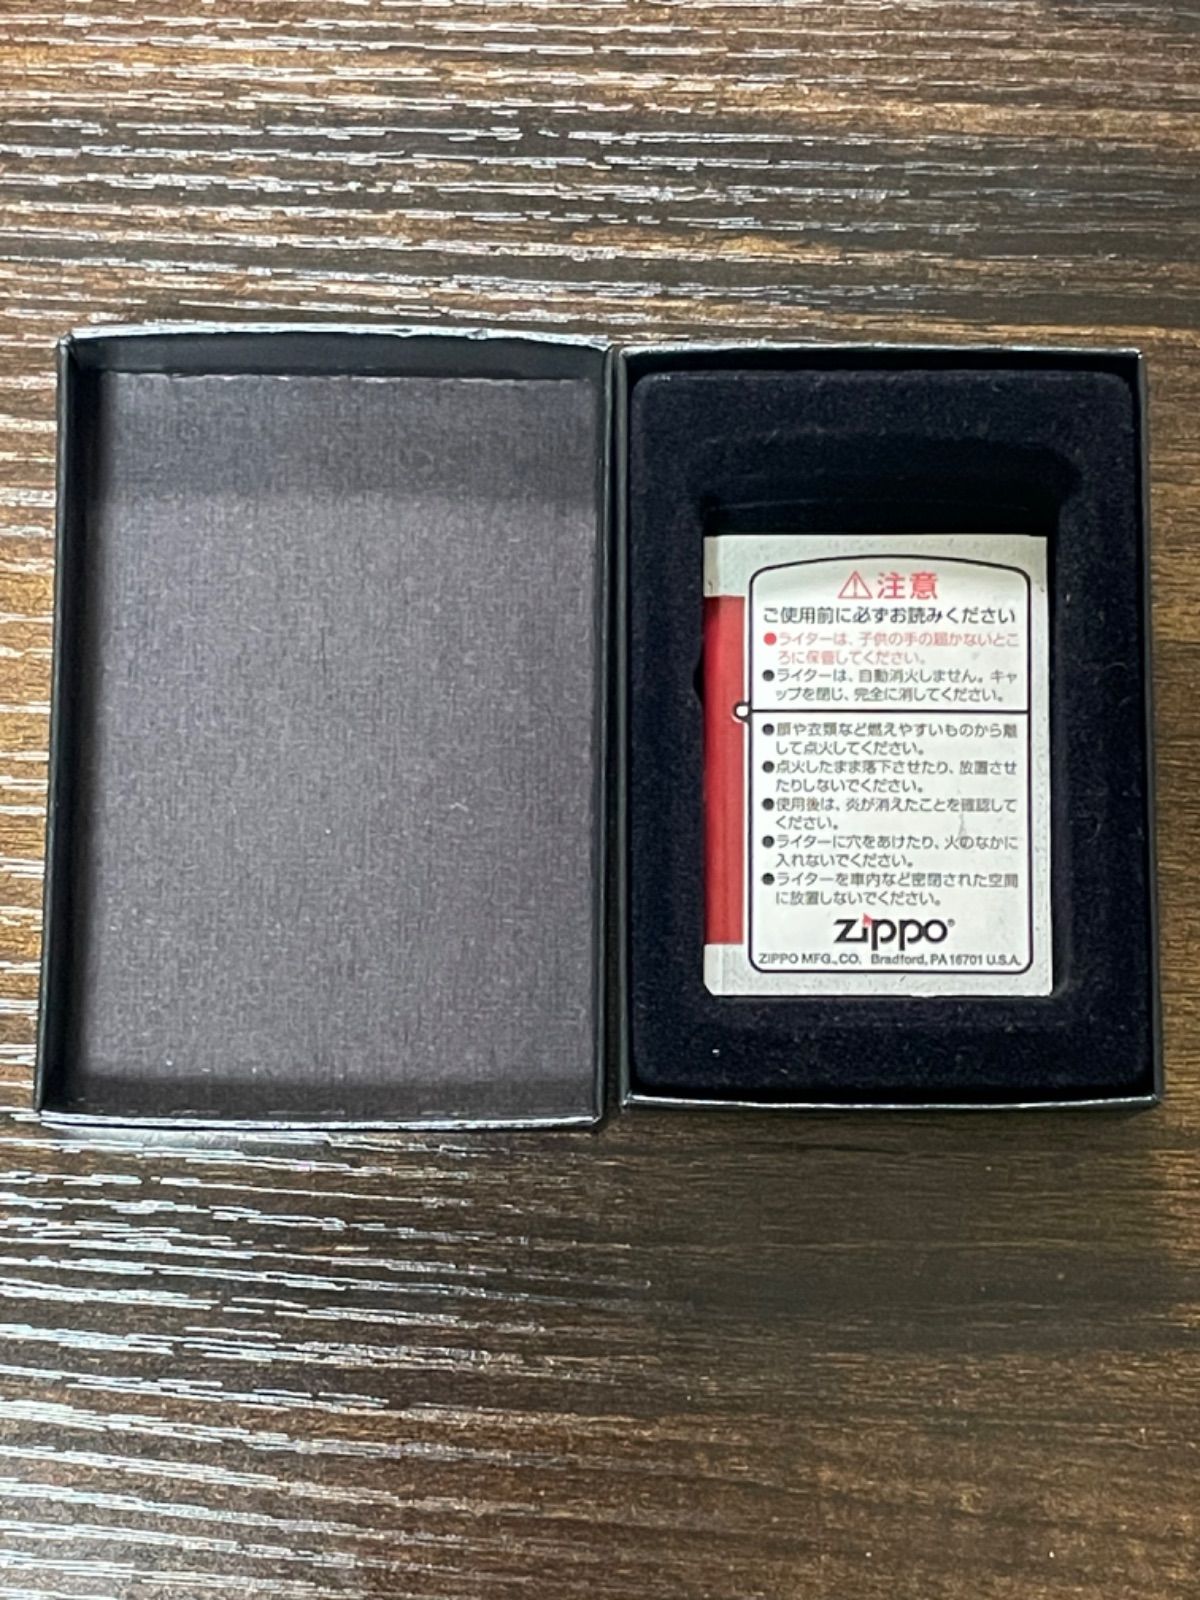 ⚠注意
ご使用前に必ずお読みください
●ライターは、子供の手の届かないとこ
ろに保管してください。
●ライターは、自動消火しません。キャ
ップを閉じ、完全に消してください。
●顔や衣類など燃えやすいものから離
して点火してください。
●点火したまま落下させたり、放置させ
たりしないでください。
●使用後は、炎が消えたことを確認して
ください。
●ライターに穴をあけたり、火のなかに
入れないでください。
●ライターを車内など密閉された空間
に放置しないでください。
Zippo®
ZIPPO MFG., CO. Bradford, PA 16701 U.S.A.